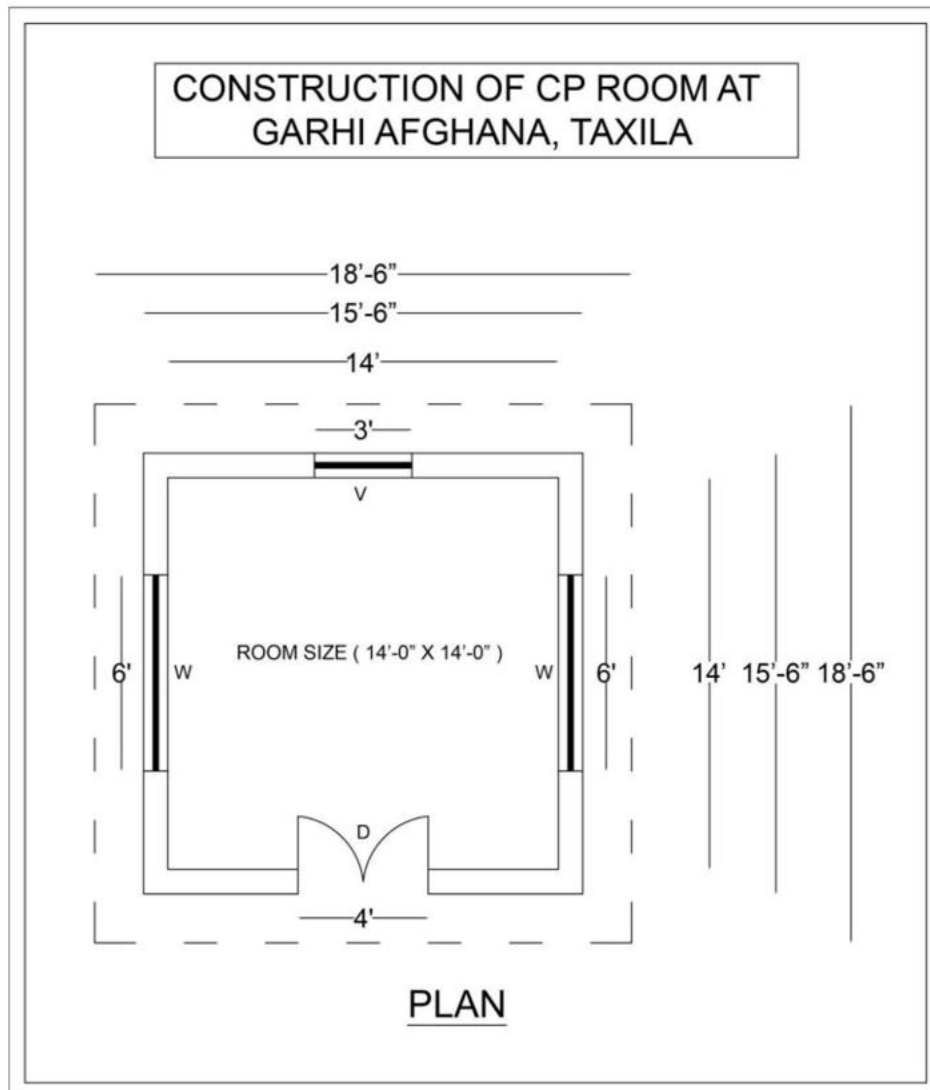 CONSTRUCTION OF CP ROOM AT
GARHI AFGHANA, TAXILA
18’-6”
15’-6”
14’
3'
V
ROOM SIZE ( 14’-0” X 14’-0” )
6'
W
W
6'
14’
15’-6”
18’-6”
D
4'
PLAN